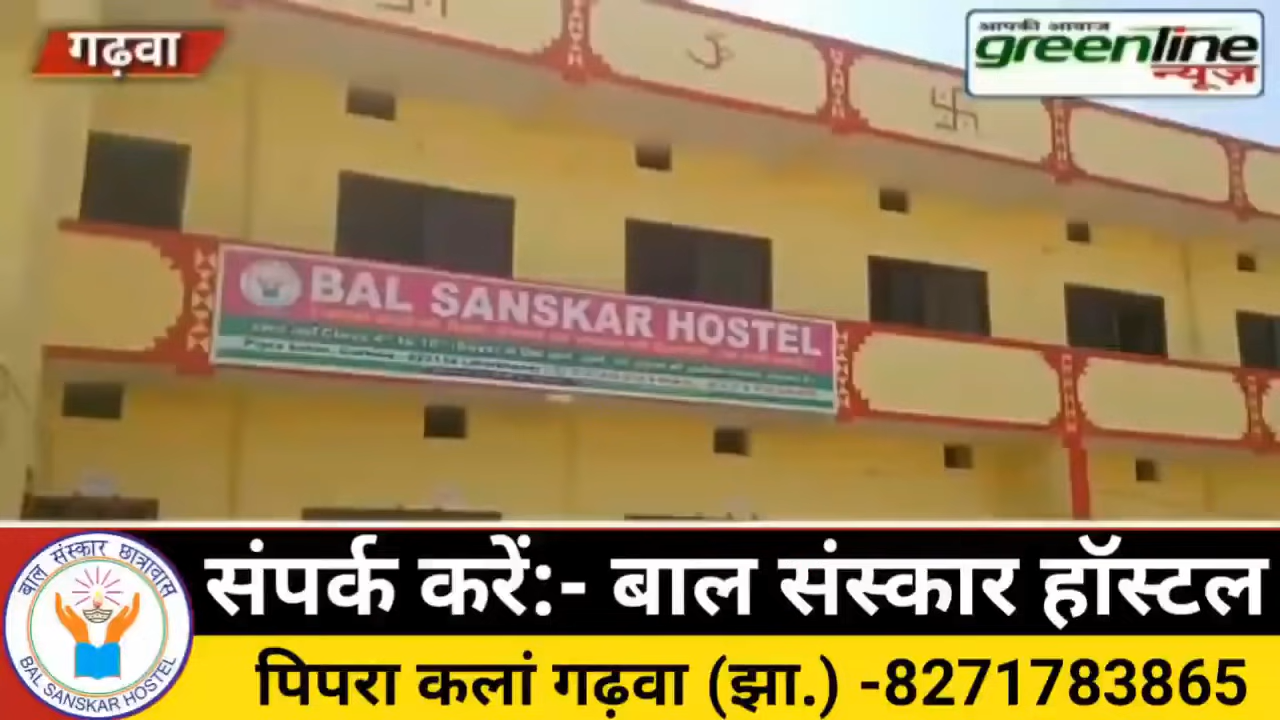 गढ़वा
आपकी आवाज
greenline
न्यूज़
ॐ
BAL SANSKAR HOSTEL
बाल संस्कार छात्रावास
BAL SANSKAR HOSTEL
संपर्क करें:- बाल संस्कार हॉस्टल
पिपरा कलां गढ़वा (झा.) -8271783865